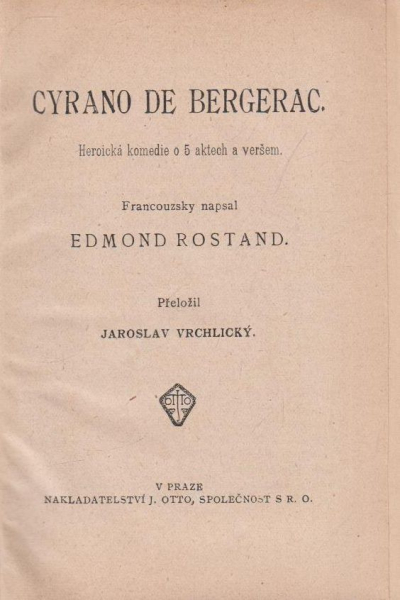 CYRANO DE BERGERAC.
Heroická komedie o 5 aktech a veršem.
Francouzsky napsal
EDMOND ROSTAND.
Přeložil
JAROSLAV VRCHLICKÝ.
OTTO
V PRAZE
NAKLADATELSTVÍ J. OTTO, SPOLEČNOST S R. O.